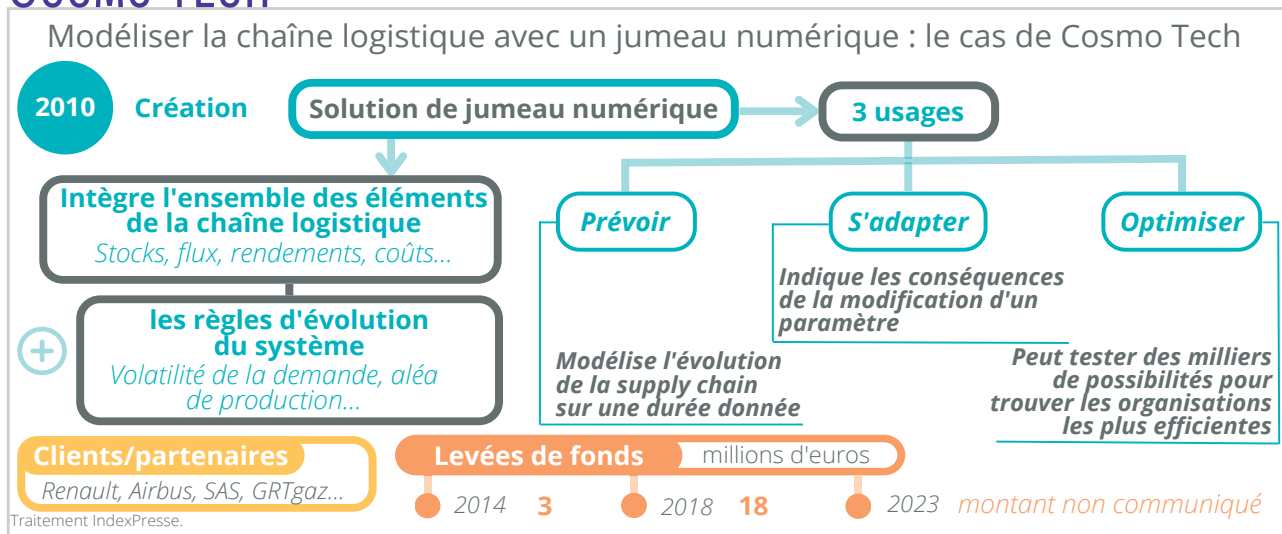 COSMO TECH
Modéliser la chaîne logistique avec un jumeau numérique : le cas de Cosmo Tech
2010
Création
Solution de jumeau numérique
3 usages
Intègre l'ensemble des éléments
de la chaîne logistique
Stocks, flux, rendements, coûts...
les règles d'évolution
du système
Volatilité de la demande, aléa
de production...
Prévoir
Modélise l'évolution
de la supply chain
sur une durée donnée
S'adapter
Indique les conséquences
de la modification d'un
paramètre
Optimiser
Peut tester des milliers
de possibilités pour
trouver les organisations
les plus efficientes
Clients/partenaires
Renault, Airbus, SAS, GRTgaz...
Levées de fonds
millions d'euros
2014 3
2018 18
2023 montant non communiqué
Traitement IndexPresse.